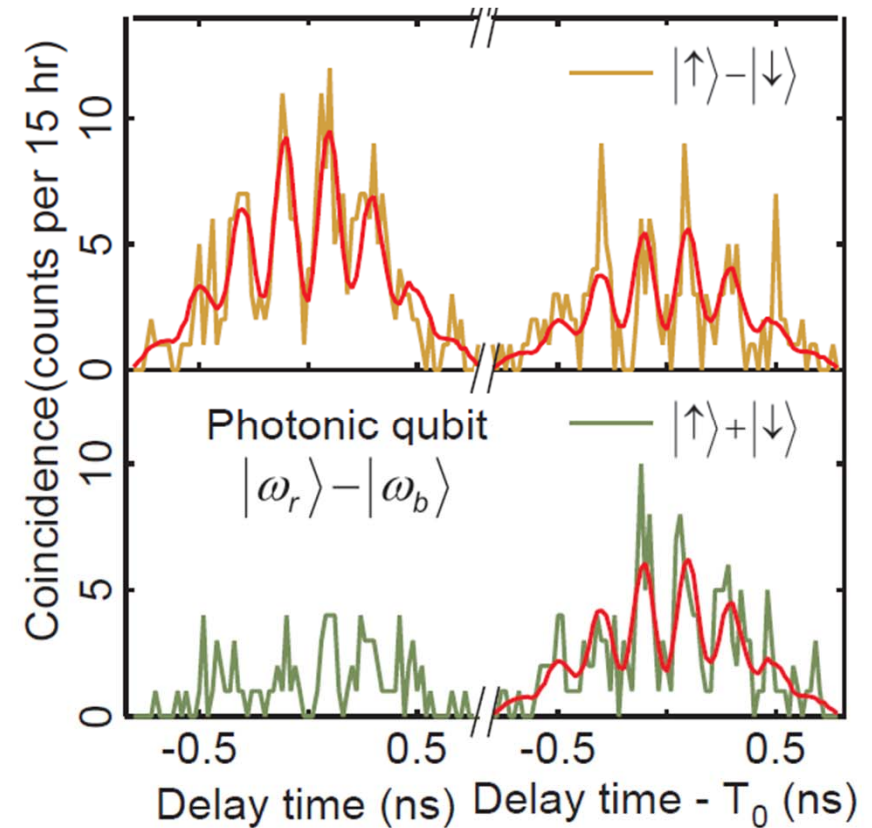 Coincidence(counts per 15 hr)
10
5
0
|↑⟩−|↓⟩
10
5
0
Photonic qubit
|ω_r⟩−|ω_b⟩
|↑⟩+|↓⟩
-0.5 0.5 -0.5 0.5
Delay time (ns) Delay time - T₀ (ns)